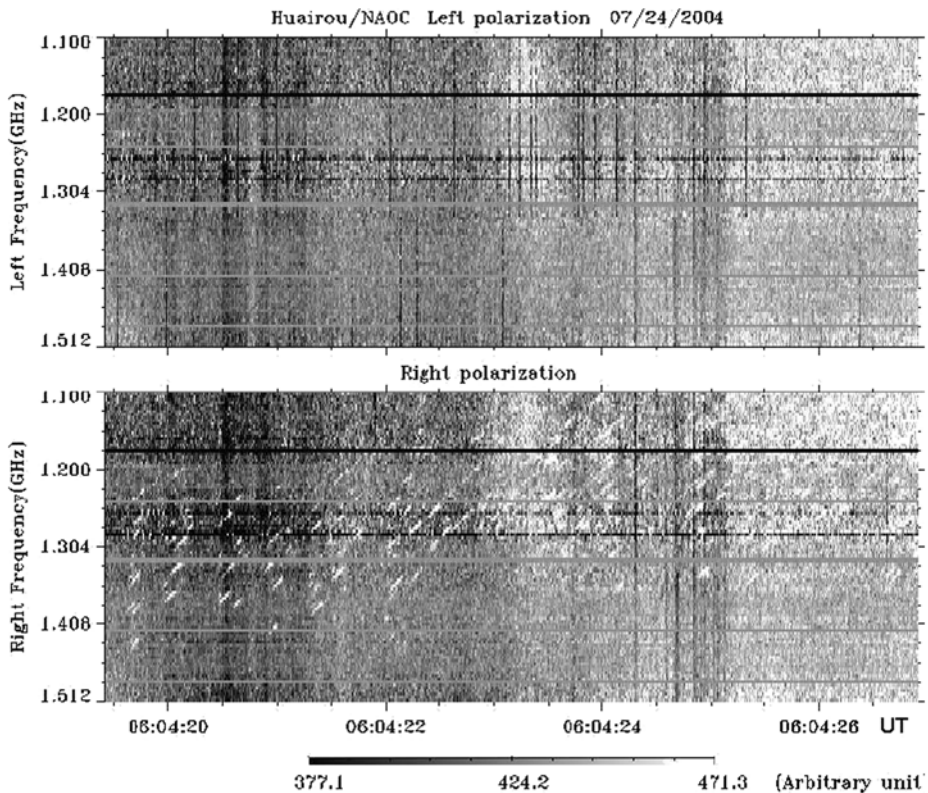 Huairou/NAOC Left polarization 07/24/2004
1.100
1.200
1.304
1.408
1.512
Left Frequency(GHz)
Right polarization
1.100
1.200
1.304
1.408
1.512
Right Frequency(GHz)
06:04:20 06:04:22 06:04:24 06:04:26 UT
377.1 424.2 471.3 (Arbitrary unit